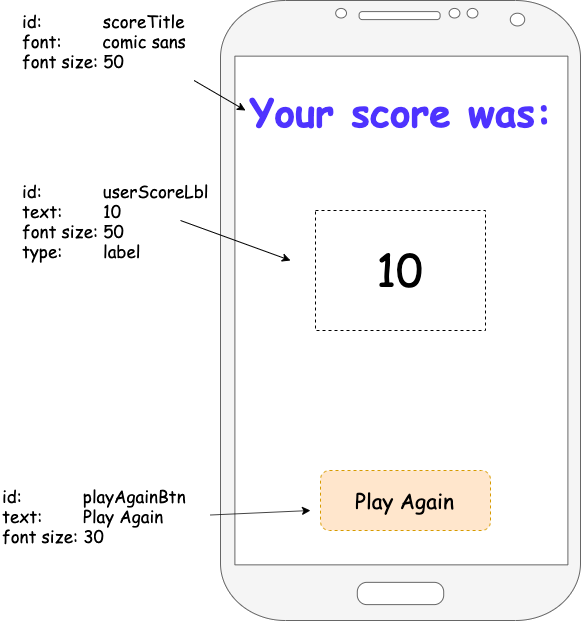 id: scoreTitle
font: comic sans
font size: 50
Your score was:
id: userScoreLbl
text: 10
font size: 50
type: label
10
id: playAgainBtn
text: Play Again
font size: 30
Play Again